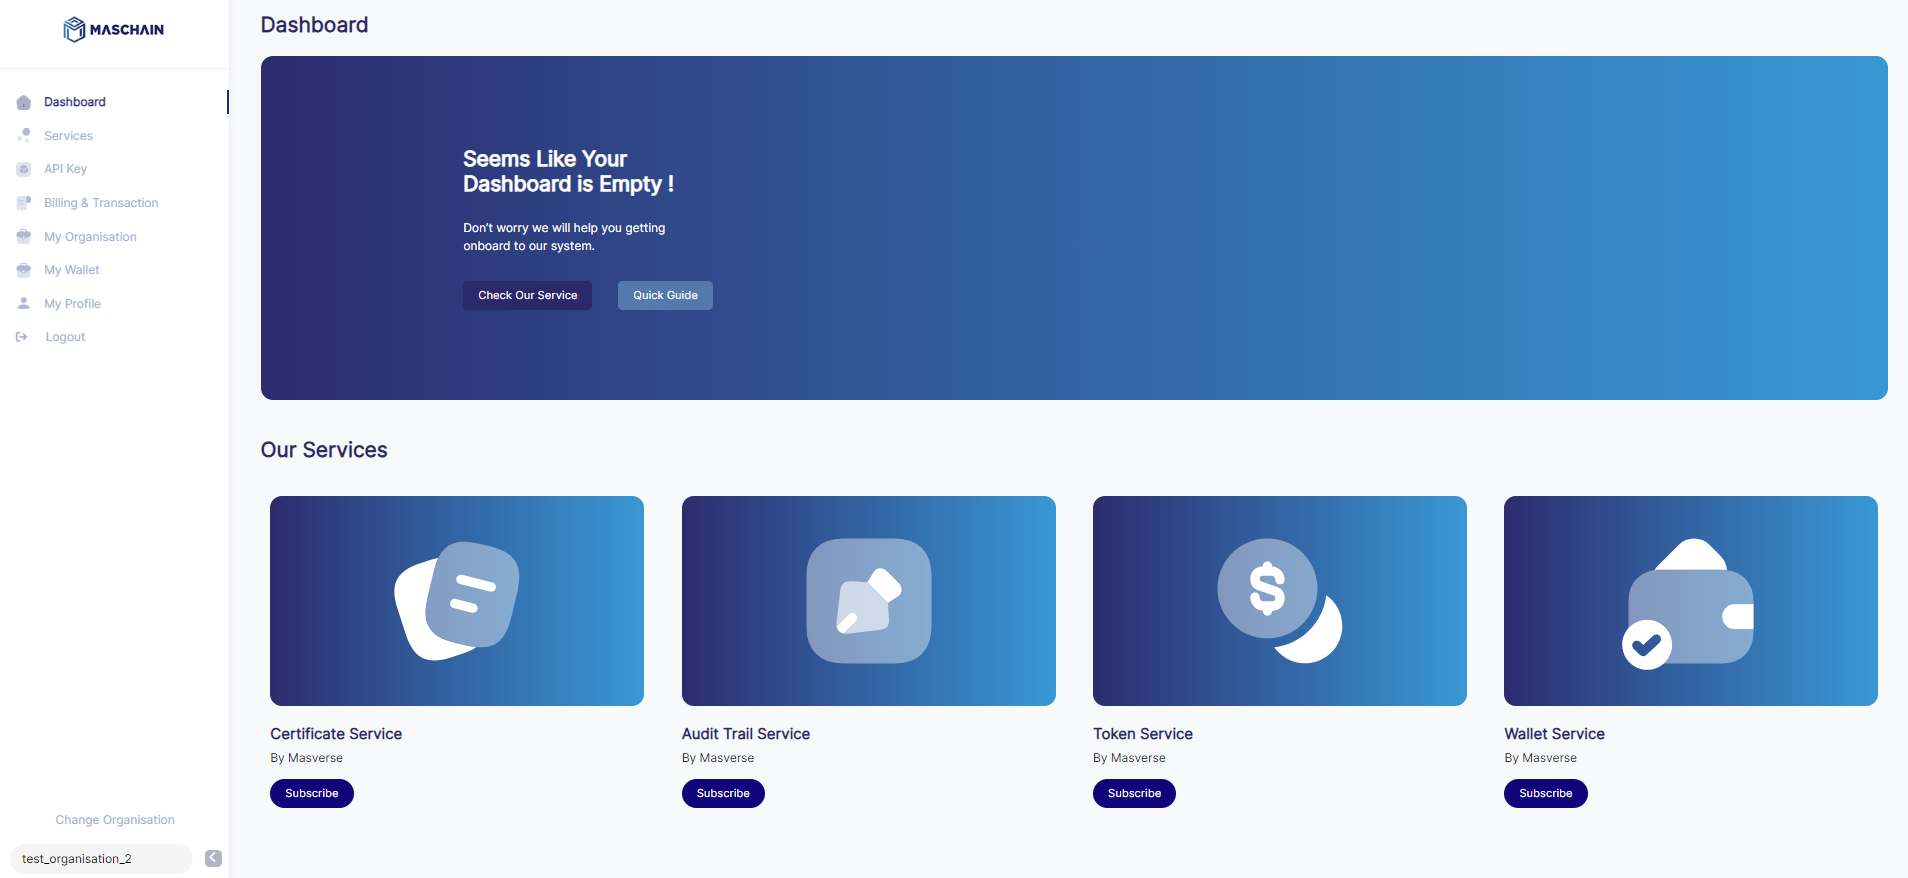 MASCHAIN
Dashboard
Services
API Key
Billing & Transaction
My Organisation
My Wallet
My Profile
Logout
Change Organisation
test_organisation_2
Dashboard
Seems Like Your
Dashboard is Empty !
Don't worry we will help you getting
onboard to our system.
Check Our Service
Quick Guide
Our Services
Certificate Service
By Masverse
Subscribe
Audit Trail Service
By Masverse
Subscribe
Token Service
By Masverse
Subscribe
Wallet Service
By Masverse
Subscribe